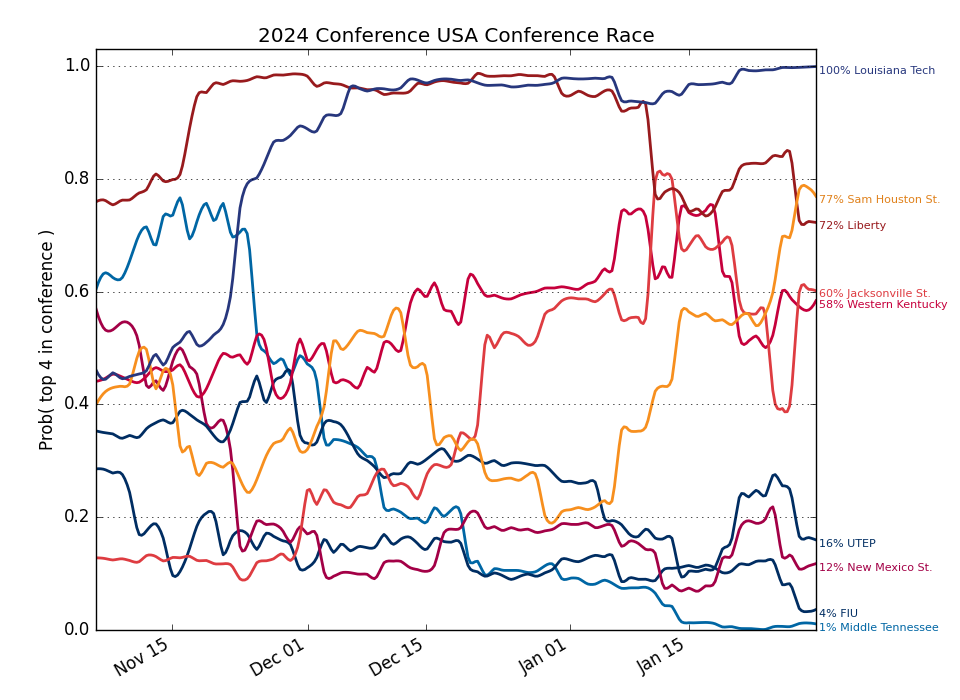 2024 Conference USA Conference Race
Prob( top 4 in conference )
1.0
0.8
0.6
0.4
0.2
0.0
Nov 15
Dec 01
Dec 15
Jan 01
Jan 15
100% Louisiana Tech
77% Sam Houston St.
72% Liberty
60% Jacksonville St.
58% Western Kentucky
16% UTEP
12% New Mexico St.
4% FIU
1% Middle Tennessee